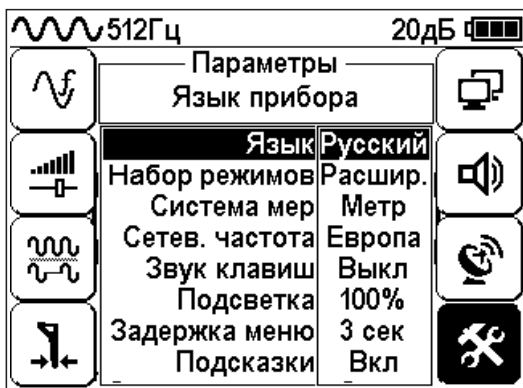 512Гц 20дБ
Параметры
Язык прибора
Язык Русский
Набор режимов Расшир.
Система мер Метр
Сетев. частота Европа
Звук клавиш Выкл
Подсветка 100%
Задержка меню 3 сек
Подсказки Вкл